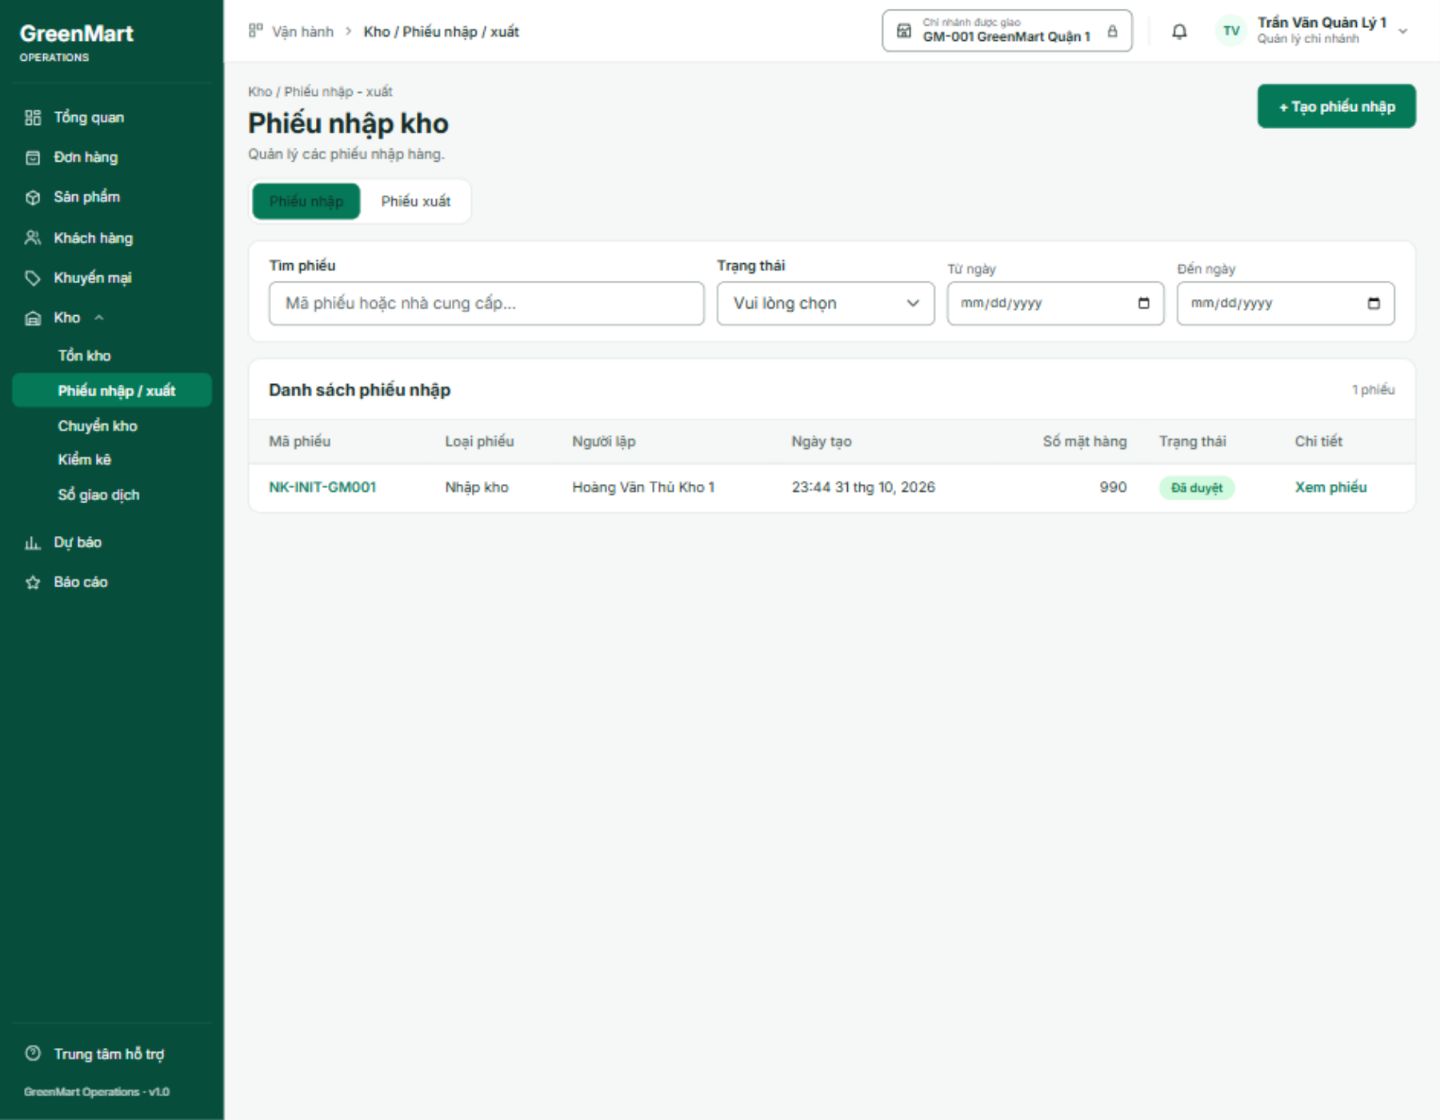 GreenMart
OPERATIONS
Tổng quan
Đơn hàng
Sản phẩm
Khách hàng
Khuyến mại
Kho
Tồn kho
Phiếu nhập / xuất
Chuyển kho
Kiểm kê
Sổ giao dịch
Dự báo
Báo cáo
Trung tâm hỗ trợ
GreenMart Operations - v1.0
Vận hành > Kho / Phiếu nhập / xuất
Chi nhánh được giao
GM-001 GreenMart Quận 1
TV
Trần Văn Quản Lý 1
Quản lý chi nhánh
Kho / Phiếu nhập - xuất
Phiếu nhập kho
Quản lý các phiếu nhập hàng.
+ Tạo phiếu nhập
Phiếu nhập Phiếu xuất
Tìm phiếu Trạng thái Từ ngày Đến ngày
Mã phiếu hoặc nhà cung cấp... Vui lòng chọn mm/dd/yyyy mm/dd/yyyy
Danh sách phiếu nhập 1 phiếu
Mã phiếu Loại phiếu Người lập Ngày tạo Số mặt hàng Trạng thái Chi tiết
NK-INIT-GM001 Nhập kho Hoàng Văn Thủ Kho 1 23:44 31 thg 10, 2026 990 Đã duyệt Xem phiếu